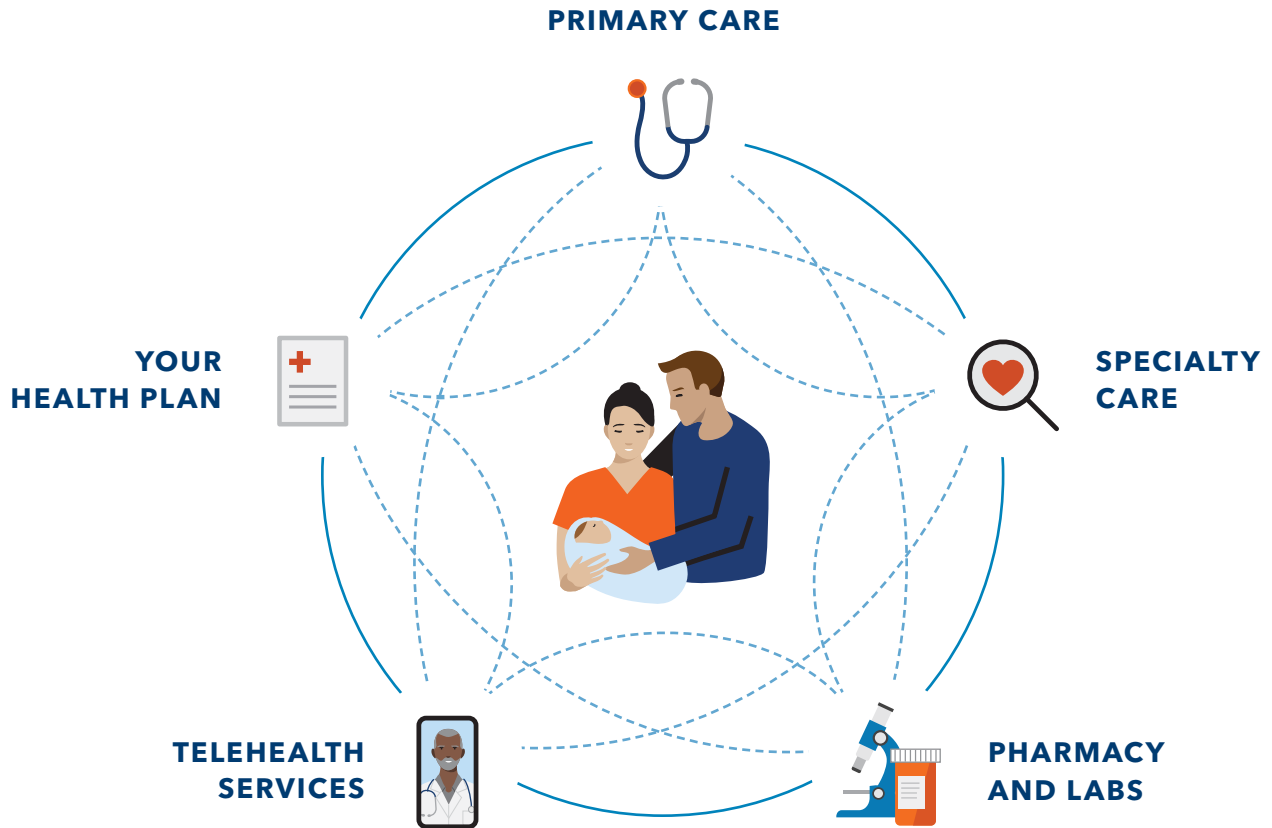 PRIMARY CARE
YOUR
HEALTH PLAN
SPECIALTY
CARE
TELEHEALTH
SERVICES
PHARMACY
AND LABS